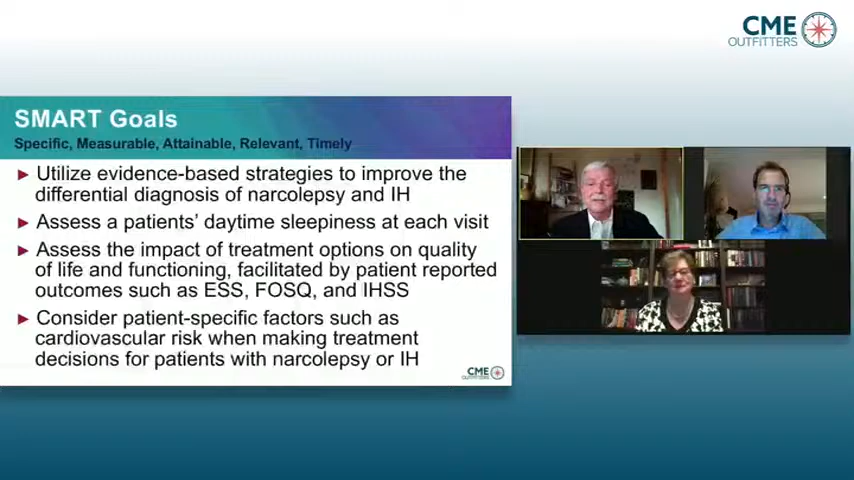 CME
OUTFITTERS
SMART Goals
Specific, Measurable, Attainable, Relevant, Timely
► Utilize evidence-based strategies to improve the
differential diagnosis of narcolepsy and IH
► Assess a patients’ daytime sleepiness at each visit
► Assess the impact of treatment options on quality
of life and functioning, facilitated by patient reported
outcomes such as ESS, FOSQ, and IHSS
► Consider patient-specific factors such as
cardiovascular risk when making treatment
decisions for patients with narcolepsy or IH
CME
OUTFITTERS